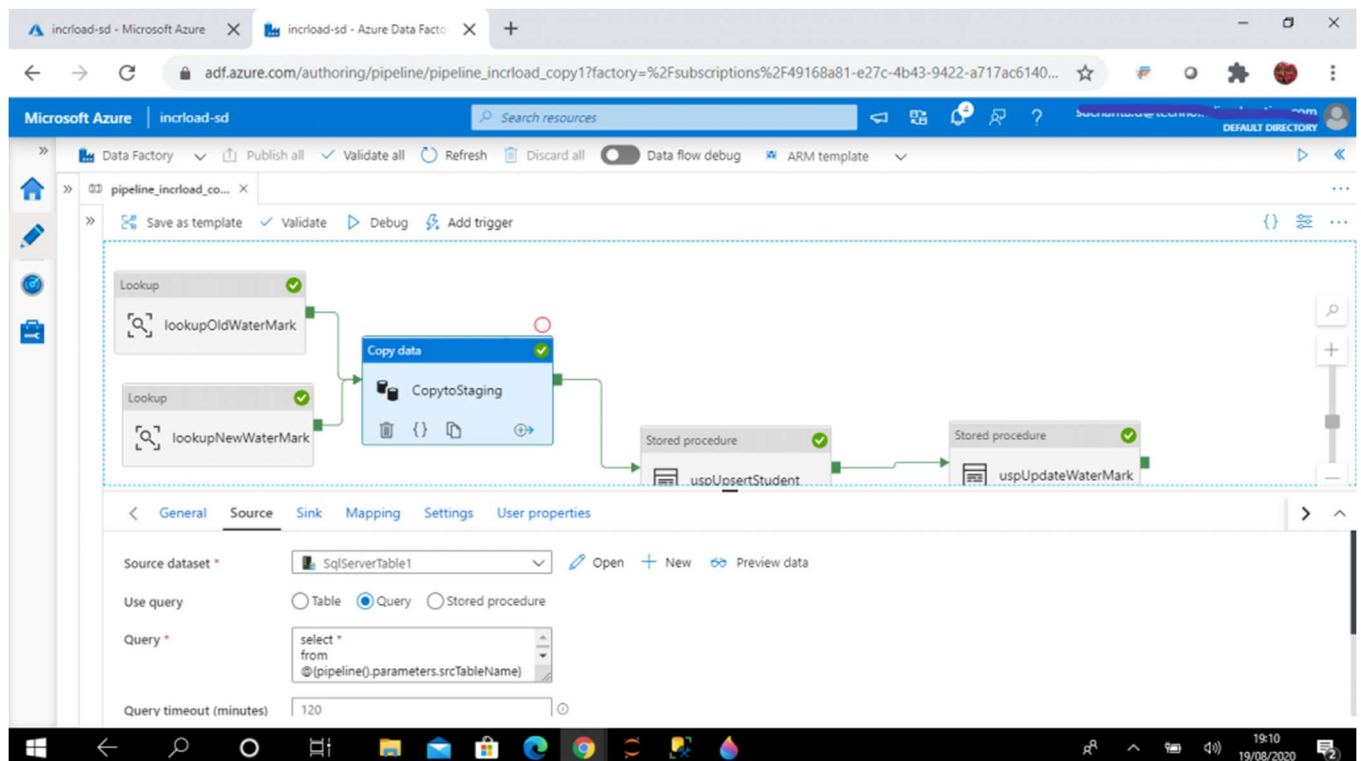 incrload-sd - Microsoft Azure
incrload-sd - Azure Data Facto
adf.azure.com/authoring/pipeline/pipeline_incrload_copy1?factory=%2Fsubscriptions%2F49168a81-e27c-4b43-9422-a717ac6140...
Microsoft Azure incrload-sd Search resources 4 ?
DEFAULT DIRECTORY
Data Factory Publish all Validate all Refresh Discard all Data flow debug ARM template
pipeline_incrload_co...
Save as template Validate Debug Add trigger {}
Lookup
lookupOldWaterMark
Copy data
CopytoStaging
{}
Lookup
lookupNewWaterMark
Stored procedure
uspUpsertStudent
Stored procedure
uspUpdateWaterMark
General Source Sink Mapping Settings User properties
Source dataset * SqlServerTable1 Open New Preview data
Use query Table Query Stored procedure
Query * select *
from
@{pipeline().parameters.srcTableName}
Query timeout (minutes) 120
19:10
19/08/2020
2